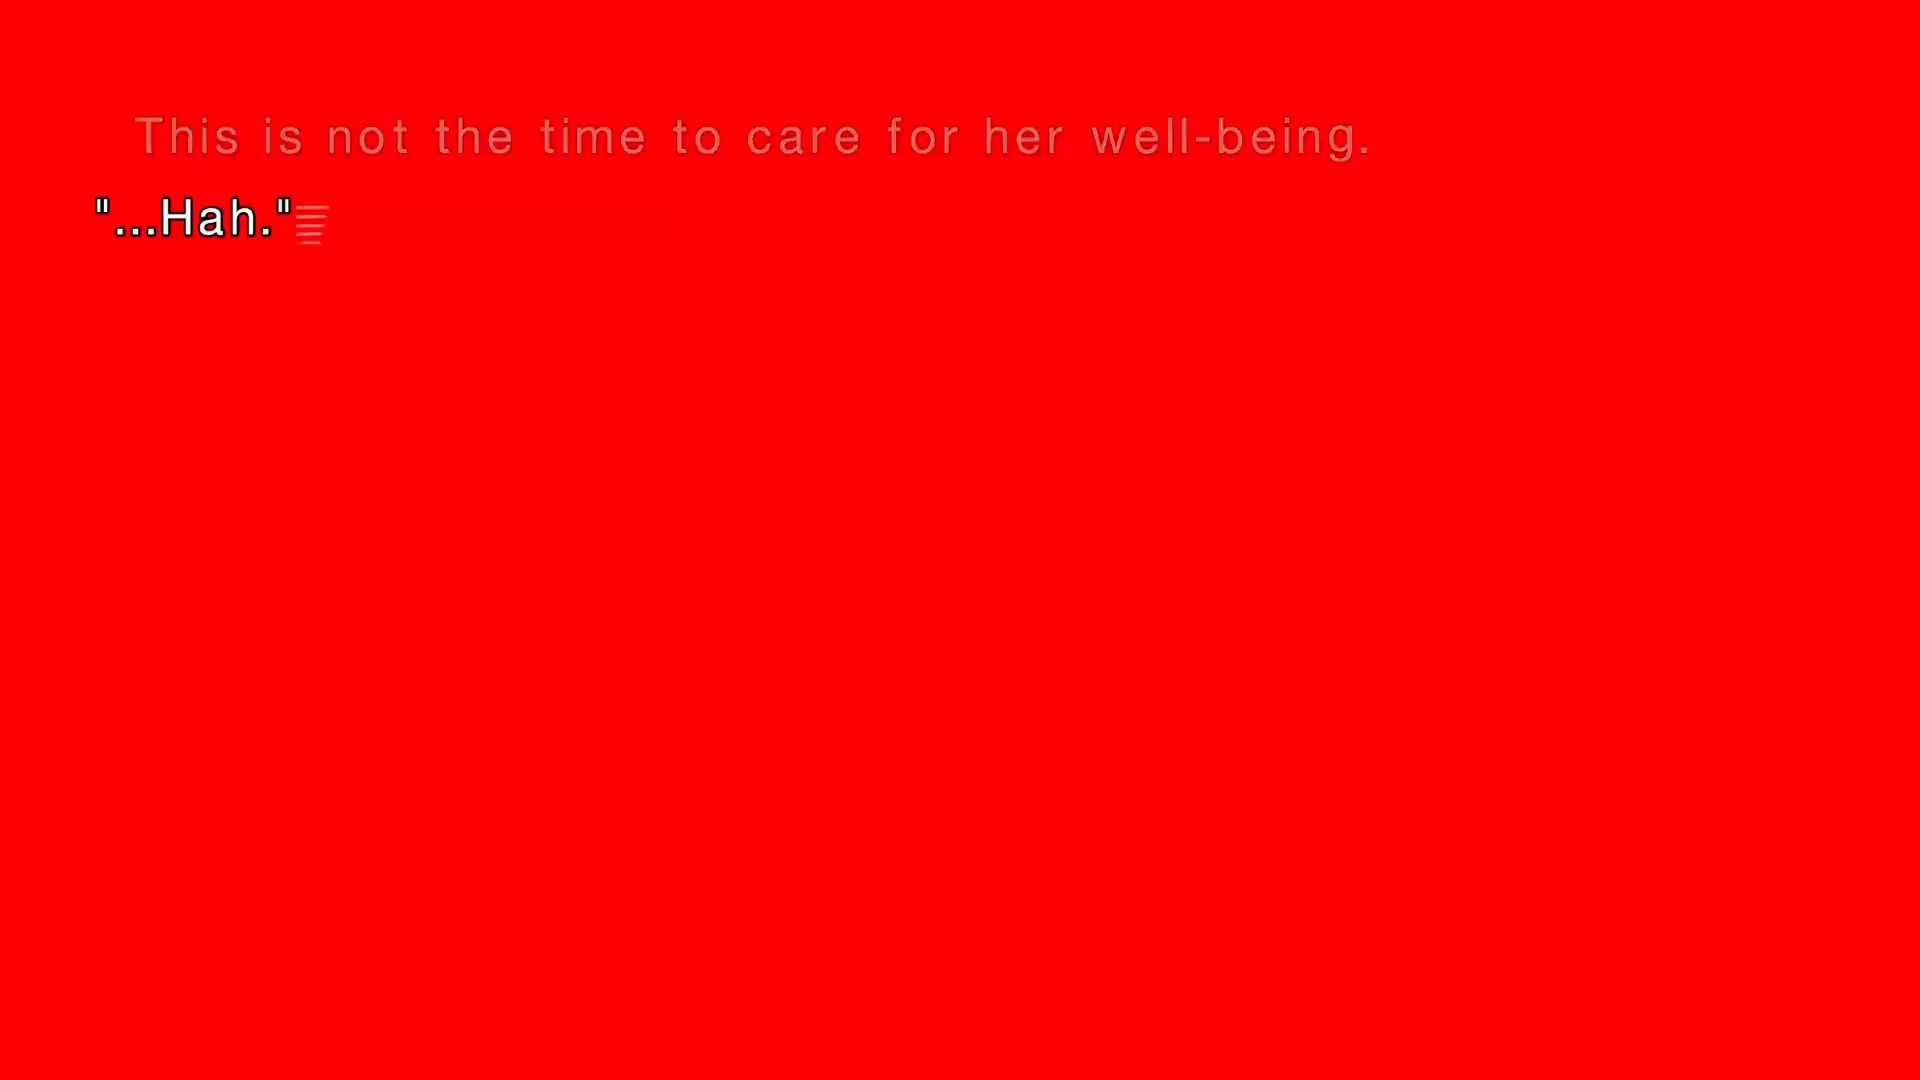 This is not the time to care for her well-being.
"...Hah."